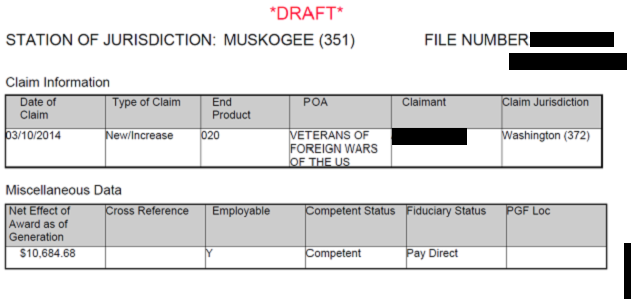 *DRAFT*
STATION OF JURISDICTION: MUSKOGEE (351) FILE NUMBER
Claim Information
Date of Claim Type of Claim End Product POA Claimant Claim Jurisdiction
03/10/2014 New/Increase 020 VETERANS OF FOREIGN WARS OF THE US Washington (372)
Miscellaneous Data
Net Effect of Award as of Generation Cross Reference Employable Competent Status Fiduciary Status PGF Loc
$10,684.68 Y Competent Pay Direct